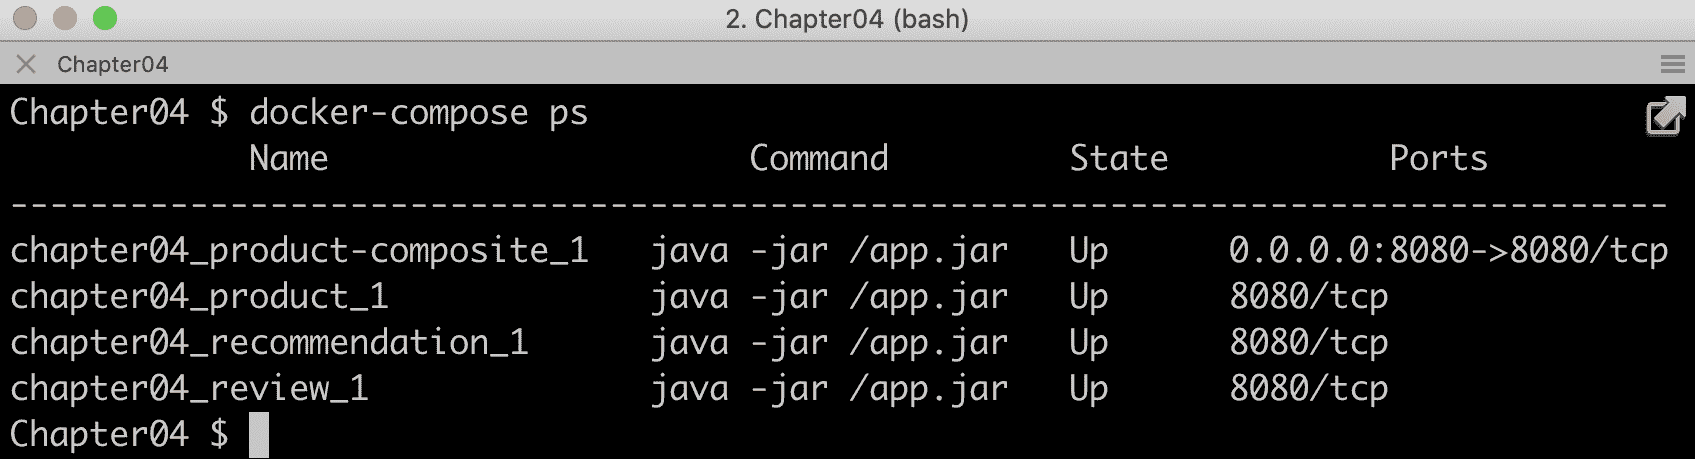 2. Chapter04 (bash)
Chapter04
Chapter04 $ docker-compose ps
Name Command State Ports
-----------------------------------------------------------------------------------
chapter04_product-composite_1 java -jar /app.jar Up 0.0.0.0:8080->8080/tcp
chapter04_product_1 java -jar /app.jar Up 8080/tcp
chapter04_recommendation_1 java -jar /app.jar Up 8080/tcp
chapter04_review_1 java -jar /app.jar Up 8080/tcp
Chapter04 $